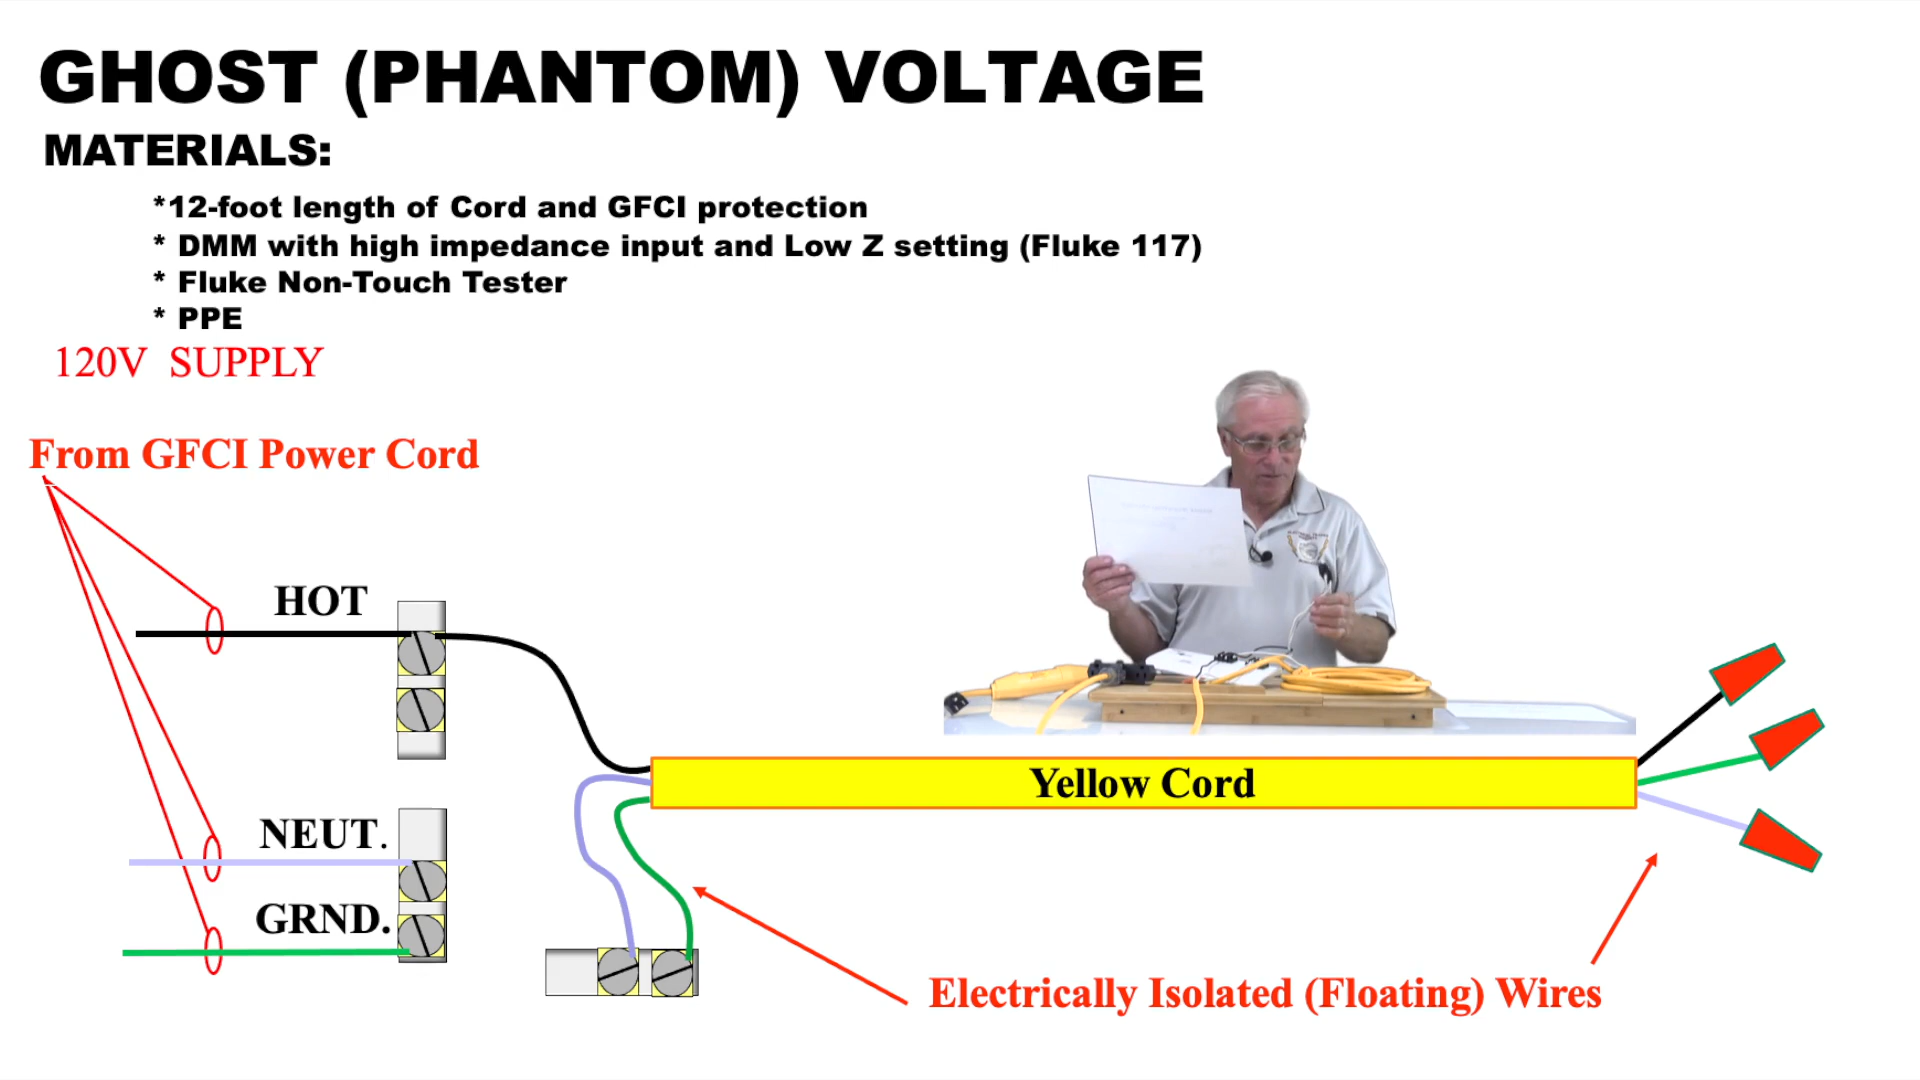 GHOST (PHANTOM) VOLTAGE
MATERIALS:
*12-foot length of Cord and GFCI protection
* DMM with high impedance input and Low Z setting (Fluke 117)
* Fluke Non-Touch Tester
* PPE
120V SUPPLY
From GFCI Power Cord
HOT
NEUT.
GRND.
Yellow Cord
Electrically Isolated (Floating) Wires